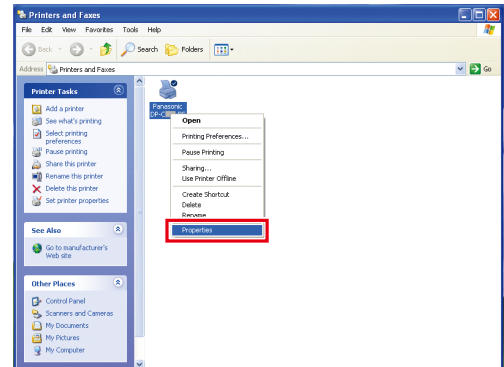 Printers and Faxes
File Edit View Favorites Tools Help
Back Search Folders
Address Printers and Faxes Go
Printer Tasks
Add a printer
See what's printing
Select printing
preferences
Pause printing
Share this printer
Rename this printer
Delete this printer
Set printer properties
See Also
Go to manufacturer's
Web site
Other Places
Control Panel
Scanners and Cameras
My Documents
My Pictures
My Computer
Panasonic
Open
Printing Preferences...
Pause Printing
Sharing...
Use Printer Offline
Create Shortcut
Delete
Rename
Properties